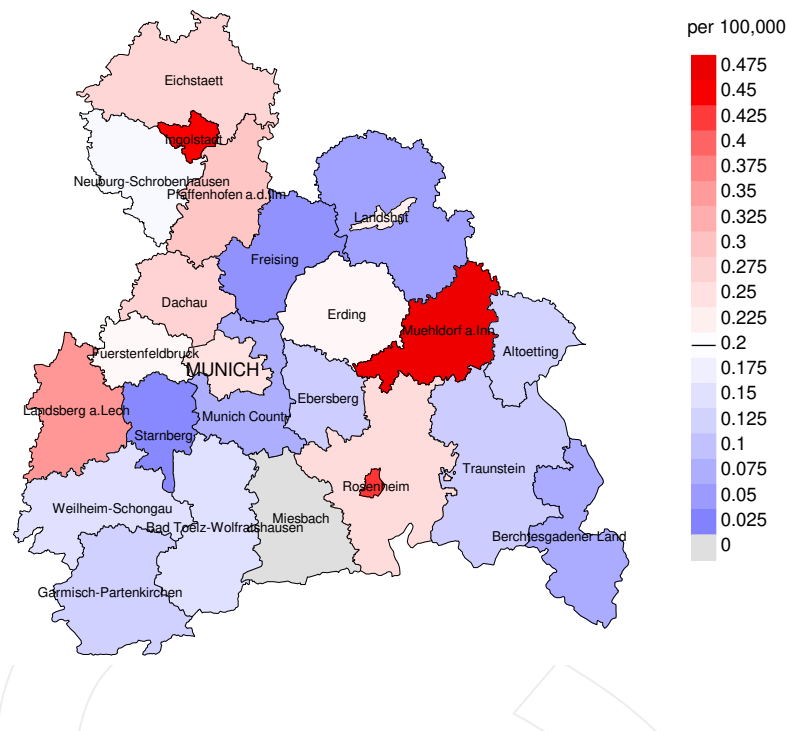 per 100,000
0.475
0.45
0.425
0.4
0.375
0.35
0.325
0.3
0.275
0.25
0.225
0.2
0.175
0.15
0.125
0.1
0.075
0.05
0.025
0
Eichstaett
Ingolstadt
Neuburg-Schrobenhausen
Pfaffenhofen a.d.Ilm
Landshut
Freising
Dachau
Erding
Muehldorf a.Inn
Altoetting
Fuerstenfeldbruck
MUNICH
Ebersberg
Landsberg a.Lech
Munich County
Starnberg
Traunstein
Rosenheim
Weilheim-Schongau
Miesbach
Bad Toelz-Wolfratshausen
Berchtesgadener Land
Garmisch-Partenkirchen